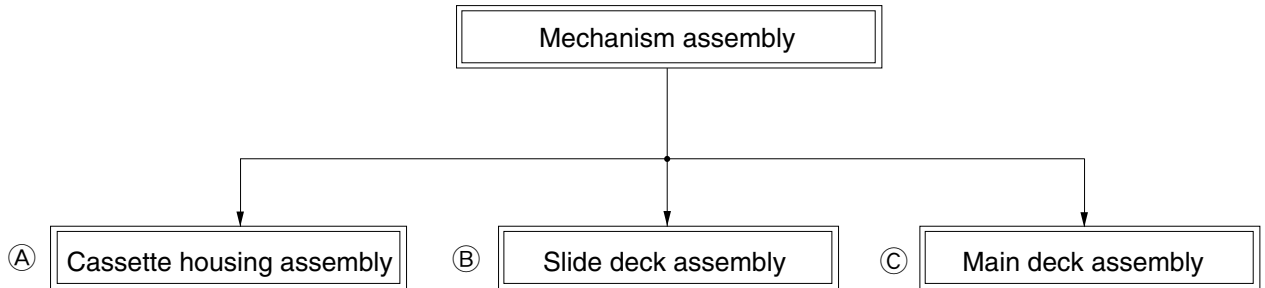 Mechanism assembly
Ⓐ Cassette housing assembly
Ⓑ Slide deck assembly
Ⓒ Main deck assembly